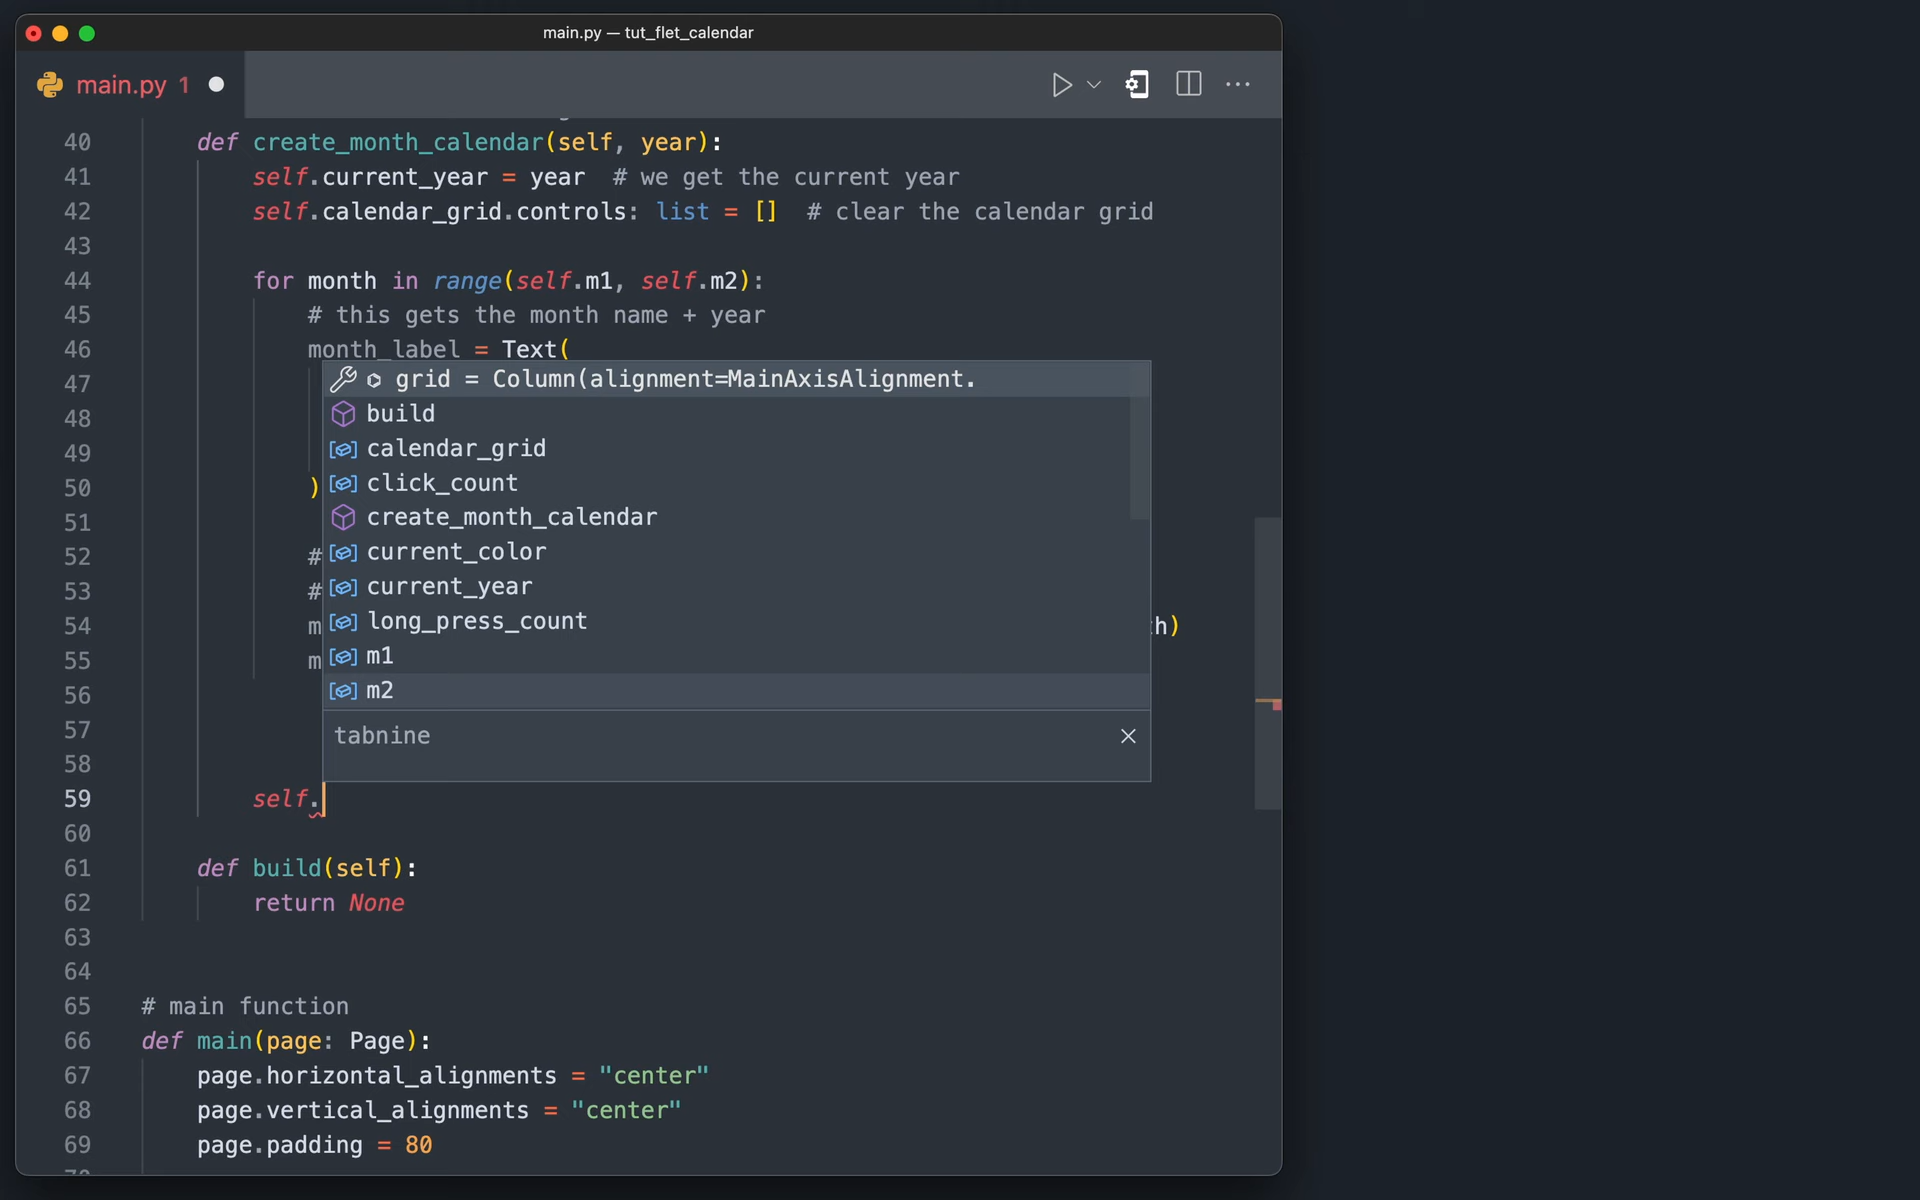 main.py — tut_flet_calendar
main.py 1
40 def create_month_calendar(self, year):
41 self.current_year = year # we get the current year
42 self.calendar_grid.controls: list = [] # clear the calendar grid
43
44 for month in range(self.m1, self.m2):
45 # this gets the month name + year
46 month_label = Text(
47 grid = Column(alignment=MainAxisAlignment.
48 build
49 calendar_grid
50 ) click_count
51 create_month_calendar
52 # current_color
53 # current_year
54 m long_press_count h)
55 m m1
56 m2
57 tabnine
58
59 self.
60
61 def build(self):
62 return None
63
64
65 # main function
66 def main(page: Page):
67 page.horizontal_alignments = "center"
68 page.vertical_alignments = "center"
69 page.padding = 80